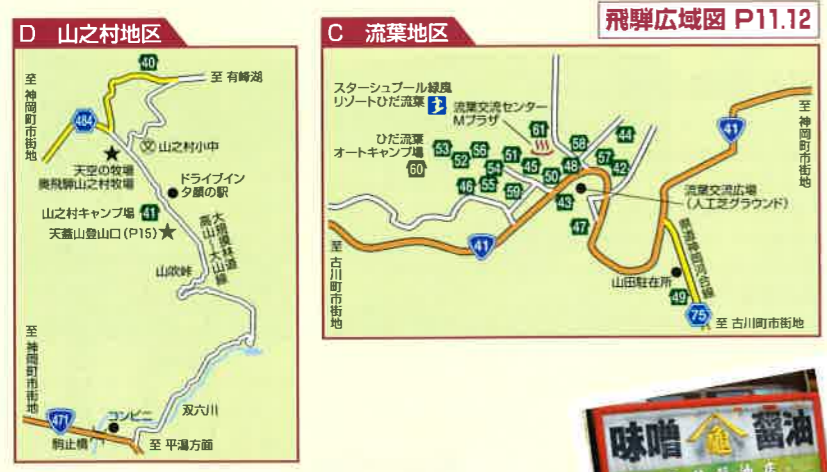 飛騨広域図 P11.12
D 山之村地区
40
至 有峰湖
至 神岡町市街地
484
山之村小中
天空の牧場
奥飛騨山之村牧場
ドライブイン
夕顔の駅
山之村キャンプ場 41
天蓋山登山口(P15)★
大規模林道
高山~大山線
山吹峠
至 神岡町市街地
471
コンビニ
双六川
駒止橋
至 平湯方面
C 流葉地区
スターシュプール緑風
リゾートひだ流葉
流葉交流センター
Mプラザ
ひだ流葉
オートキャンプ場
60
61
53
52
56
54
51
45
50
48
58
57
44
42
46
55
59
43
47
41
至 神岡町市街地
流葉交流広場
(人工芝グラウンド)
41
至 古川町市街地
県道神岡河合線
山田駐在所
49
75
至 古川町市街地
味噌 亀 醤油